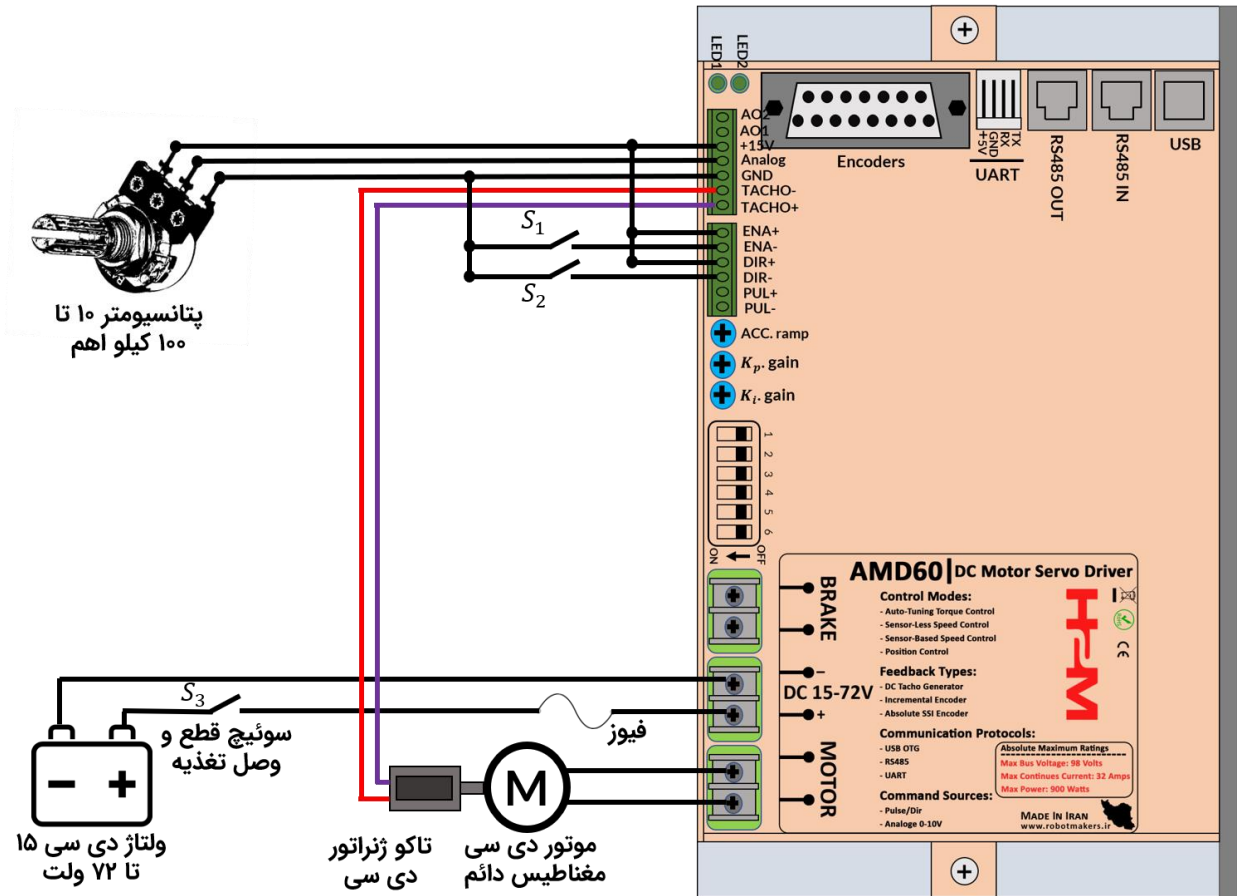 LED1
LED2
AO2
AO1
+15V
Analog
GND
TACHO-
TACHO+
ENA+
ENA-
DIR+
DIR-
PUL+
PUL-
ACC. ramp
Kp. gain
Ki. gain
Encoders
TX
RX
GND
+5V
UART
RS485 OUT
RS485 IN
USB
S1
S2
پتانسیومتر ۱۰ تا
۱۰۰ کیلو اهم
1
2
3
4
5
6
ON
OFF
BRAKE
DC 15-72V
−
+
MOTOR
AMD60 | DC Motor Servo Driver
Control Modes:
- Auto-Tuning Torque Control
- Sensor-Less Speed Control
- Sensor-Based Speed Control
- Position Control
Feedback Types:
- DC Tacho Generator
- Incremental Encoder
- Absolute SSI Encoder
Communication Protocols:
- USB OTG
- RS485
- UART
Command Sources:
- Pulse/Dir
- Analoge 0-10V
Absolute Maximum Ratings
Max Bus Voltage: 98 Volts
Max Continues Current: 32 Amps
Max Power: 900 Watts
MADE IN IRAN
www.robotmakers.ir
CE
S3
سوئیچ قطع و
وصل تغذیه
فیوز
− +
M
ولتاژ دی سی ۱۵
تا ۷۲ ولت
تاکو ژنراتور
دی سی
موتور دی سی
مغناطیس دائم